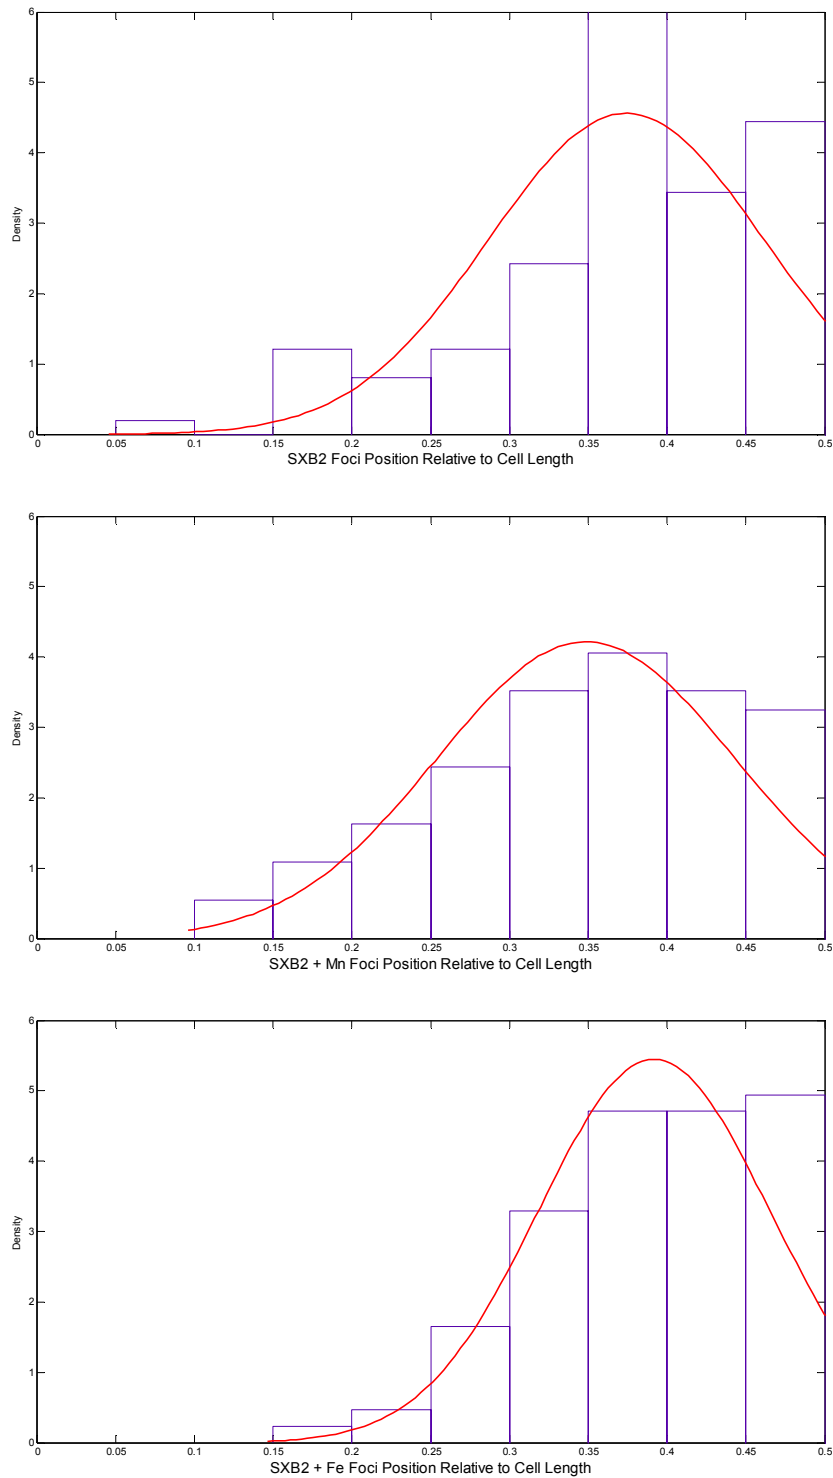 6
5
4
3
2
1
0
Density
0 0.05 0.1 0.15 0.2 0.25 0.3 0.35 0.4 0.45 0.5
SXB2 Foci Position Relative to Cell Length
6
5
4
3
2
1
0
Density
0 0.05 0.1 0.15 0.2 0.25 0.3 0.35 0.4 0.45 0.5
SXB2 + Mn Foci Position Relative to Cell Length
6
5
4
3
2
1
0
Density
0 0.05 0.1 0.15 0.2 0.25 0.3 0.35 0.4 0.45 0.5
SXB2 + Fe Foci Position Relative to Cell Length